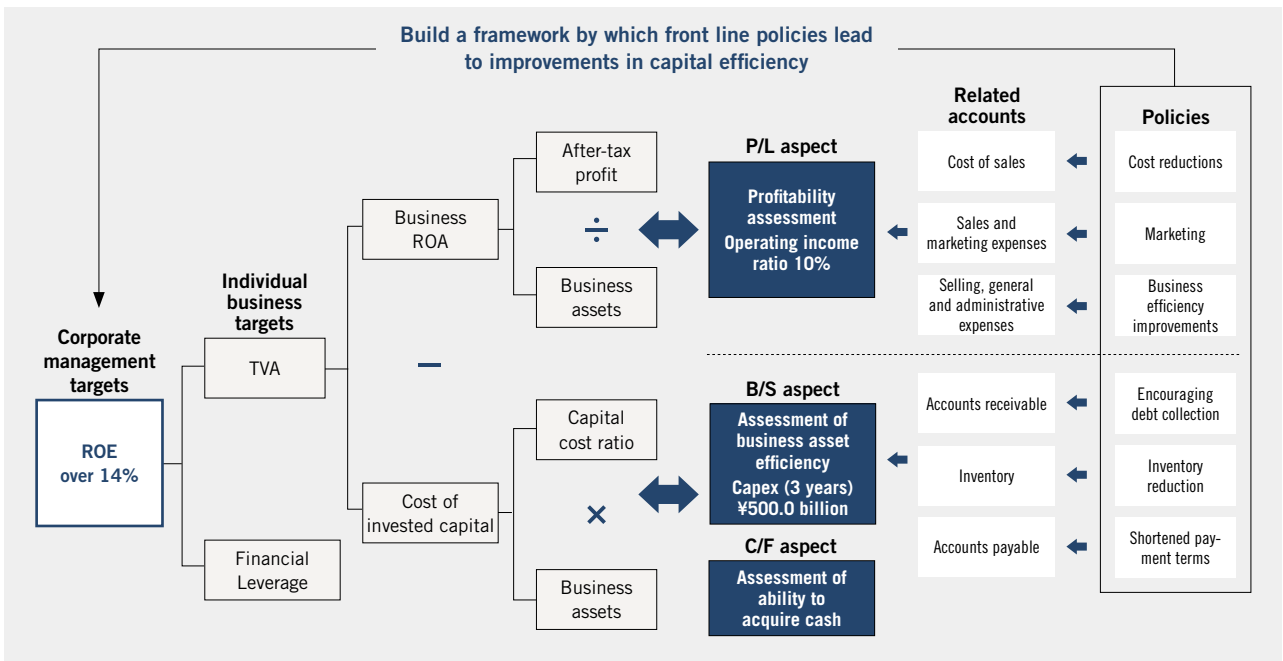 Build a framework by which front line policies lead
to improvements in capital efficiency
Corporate
management
targets
ROE
over 14%
Individual
business
targets
TVA
Financial
Leverage
Business
ROA
−
Cost of
invested capital
After-tax
profit
÷
Business
assets
Capital
cost ratio
×
Business
assets
P/L aspect
Profitability
assessment
Operating income
ratio 10%
B/S aspect
Assessment of
business asset
efficiency
Capex (3 years)
¥500.0 billion
C/F aspect
Assessment of
ability to
acquire cash
Related
accounts
Cost of sales
Sales and
marketing expenses
Selling, general
and administrative
expenses
Accounts receivable
Inventory
Accounts payable
Policies
Cost reductions
Marketing
Business
efficiency
improvements
Encouraging
debt collection
Inventory
reduction
Shortened pay-
ment terms